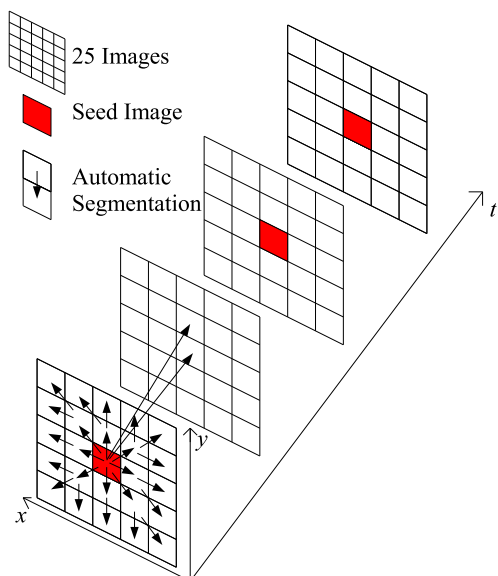 25 Images
Seed Image
Automatic
Segmentation
t
y
x